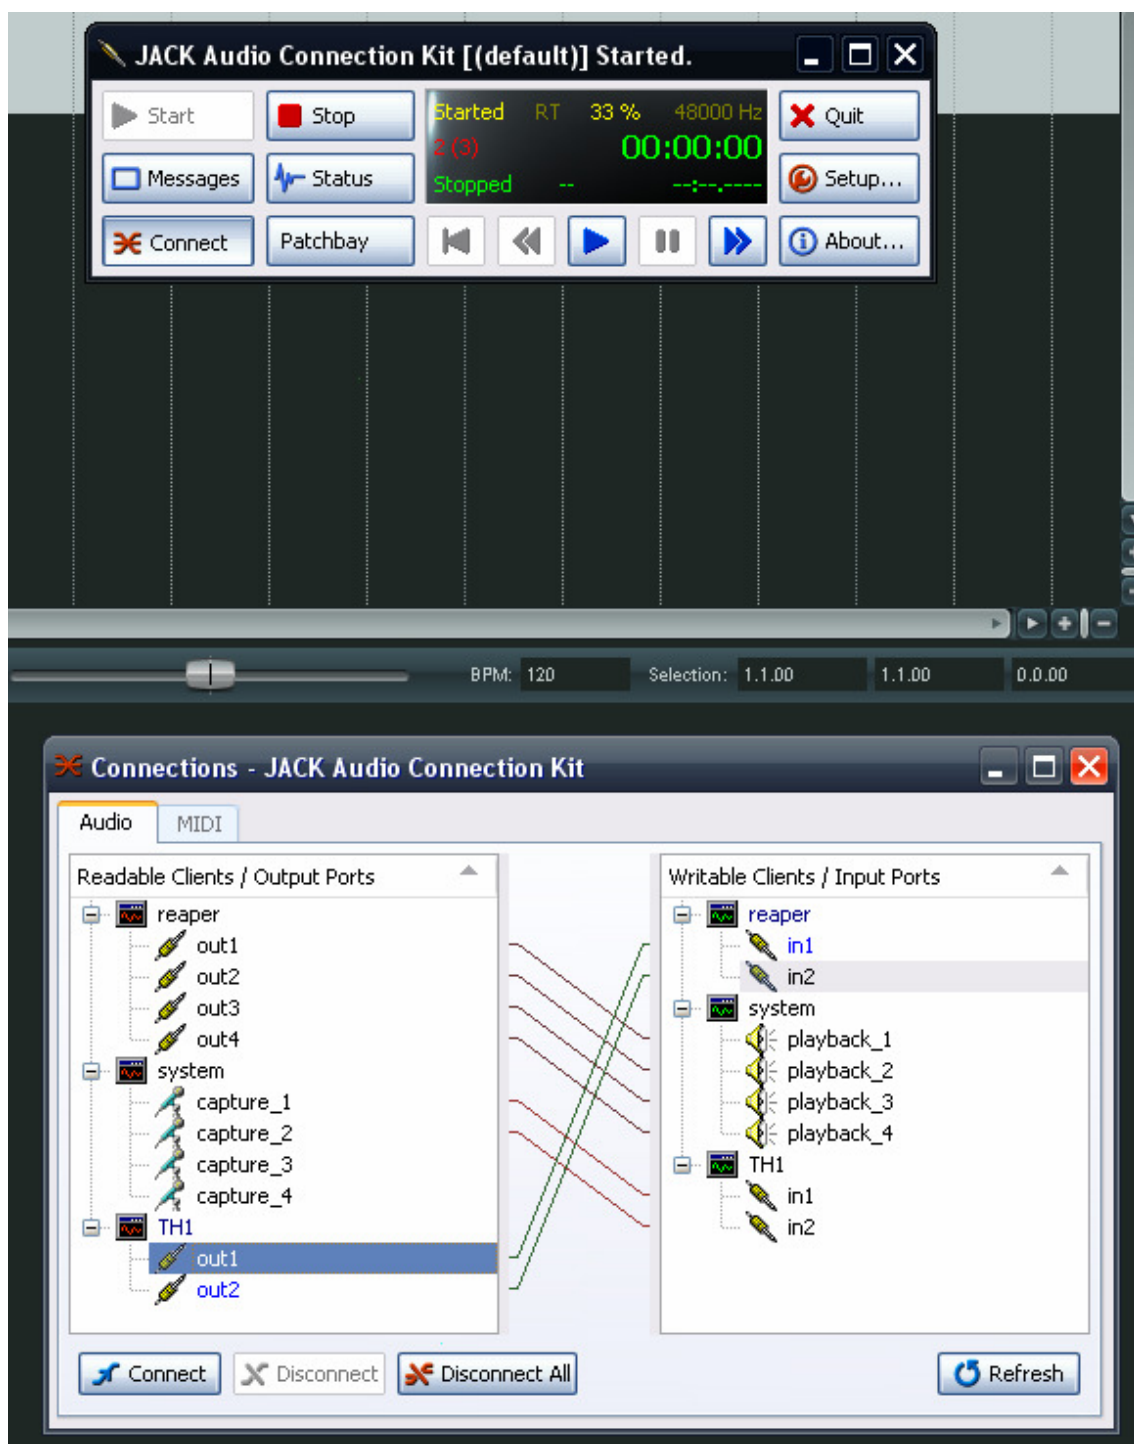 JACK Audio Connection Kit [(default)] Started.
Start Stop Started RT 33 % 48000 Hz Quit
2 (3) 00:00:00
Messages Status Stopped -- --:--.---- Setup...
Connect Patchbay About...
BPM: 120 Selection: 1.1.00 1.1.00 0.0.00
Connections - JACK Audio Connection Kit
Audio MIDI
Readable Clients / Output Ports
reaper
out1
out2
out3
out4
system
capture_1
capture_2
capture_3
capture_4
TH1
out1
out2
Writable Clients / Input Ports
reaper
in1
in2
system
playback_1
playback_2
playback_3
playback_4
TH1
in1
in2
Connect Disconnect Disconnect All Refresh